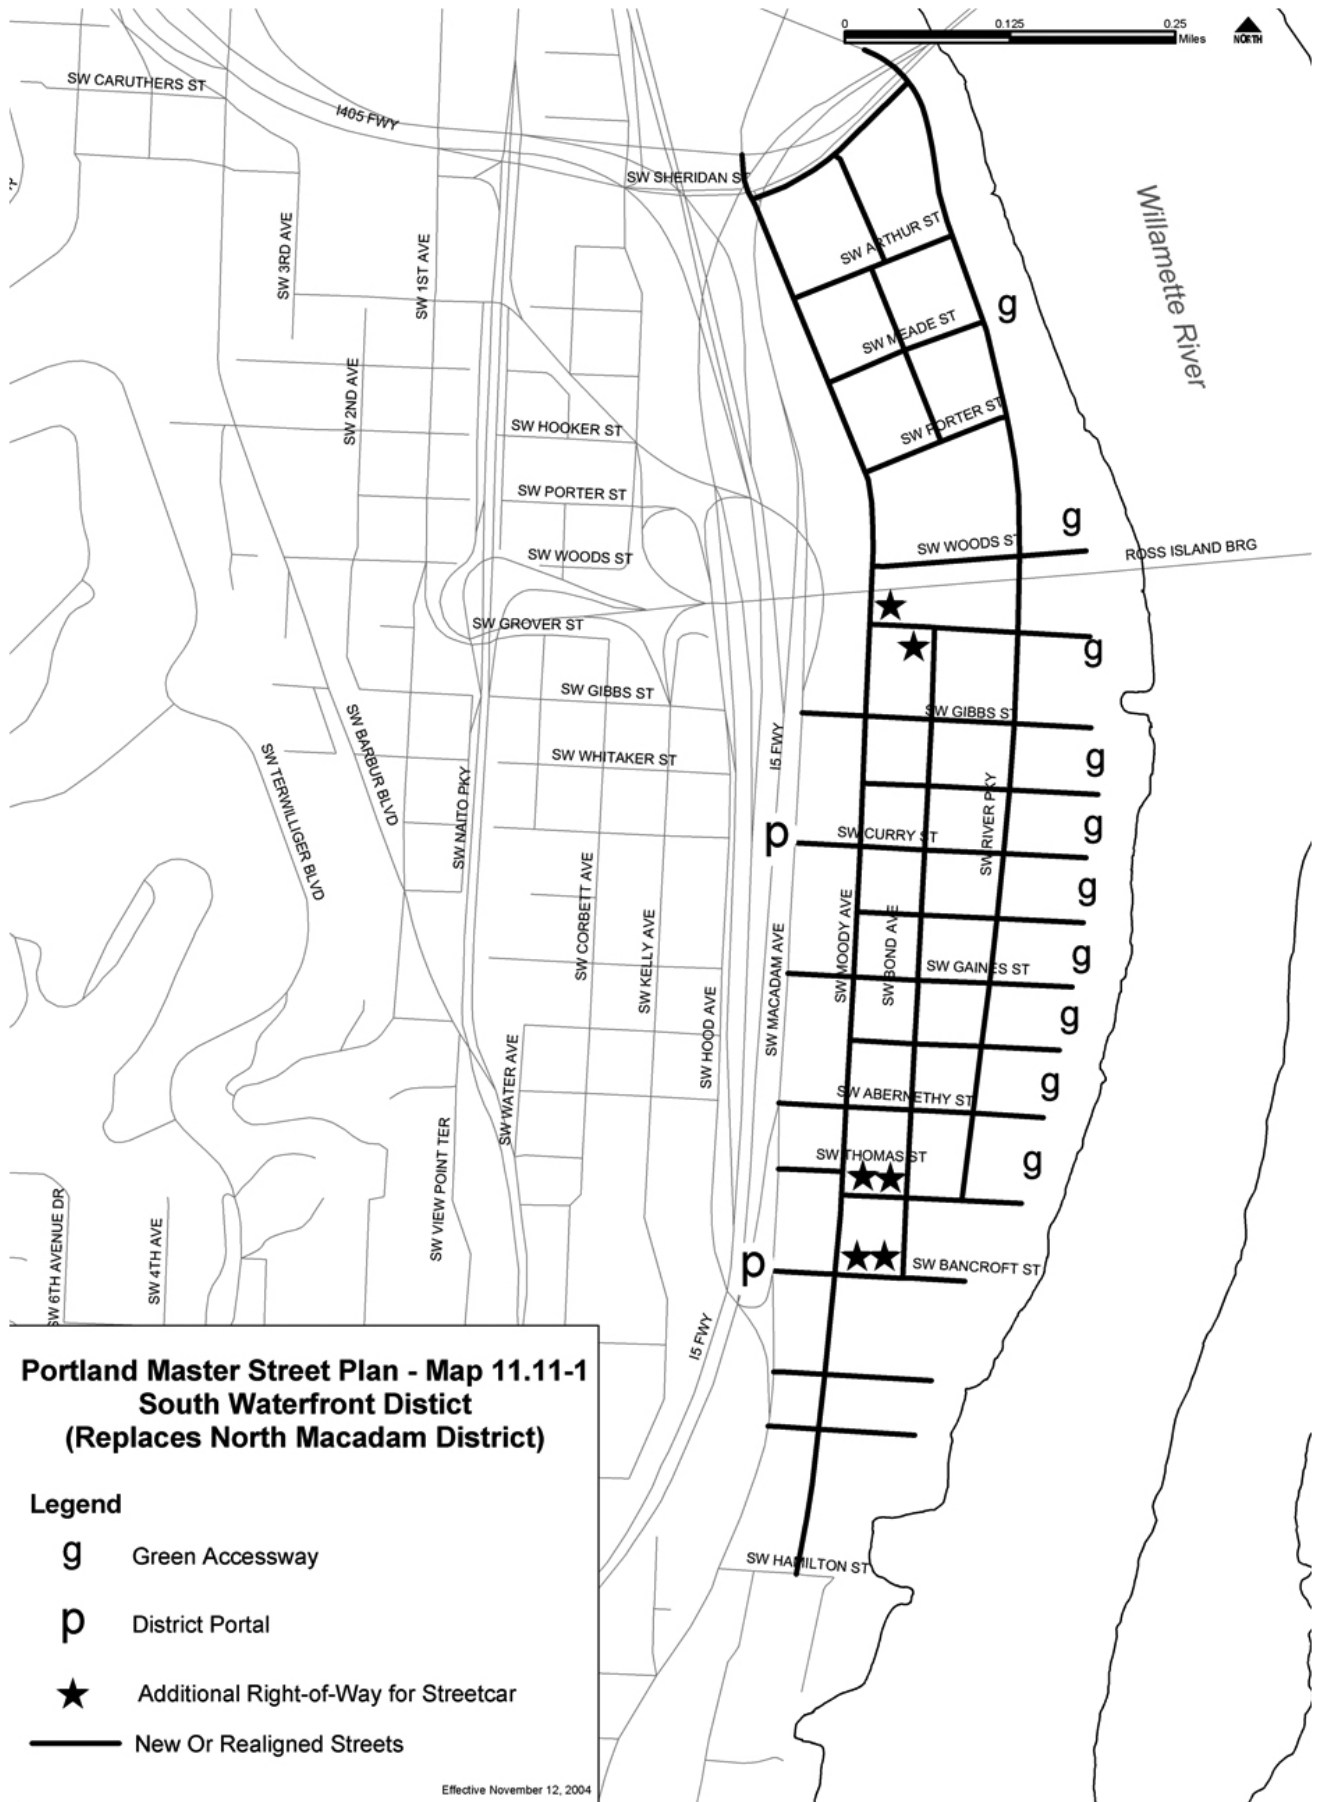 0 0.125 0.25
Miles
NORTH
SW CARUTHERS ST
I405 FWY
SW SHERIDAN ST
Willamette River
SW 3RD AVE
SW 1ST AVE
SW ARTHUR ST
g
SW MEADE ST
SW 2ND AVE
SW HOOKER ST
SW PORTER ST
SW PORTER ST
g
SW WOODS ST
SW WOODS ST
ROSS ISLAND BRG
SW GROVER ST
g
SW GIBBS ST
SW GIBBS ST
SW BARBUR BLVD
SW TERWILLIGER BLVD
SW WHITAKER ST
I5 FWY
g
SW NAITO PKY
SW RIVER PKY
p
SW CURRY ST
g
g
SW CORBETT AVE
SW KELLY AVE
SW MACADAM AVE
SW MOODY AVE
SW BOND AVE
SW GAINES ST
g
SW HOOD AVE
g
SW WATER AVE
SW ABERNETHY ST
g
SW VIEW POINT TER
SW THOMAS ST
g
SW 6TH AVENUE DR
SW 4TH AVE
p
SW BANCROFT ST
I5 FWY
SW HAMILTON ST
Portland Master Street Plan - Map 11.11-1
South Waterfront Distict
(Replaces North Macadam District)
Legend
g Green Accessway
p District Portal
Additional Right-of-Way for Streetcar
New Or Realigned Streets
Effective November 12, 2004